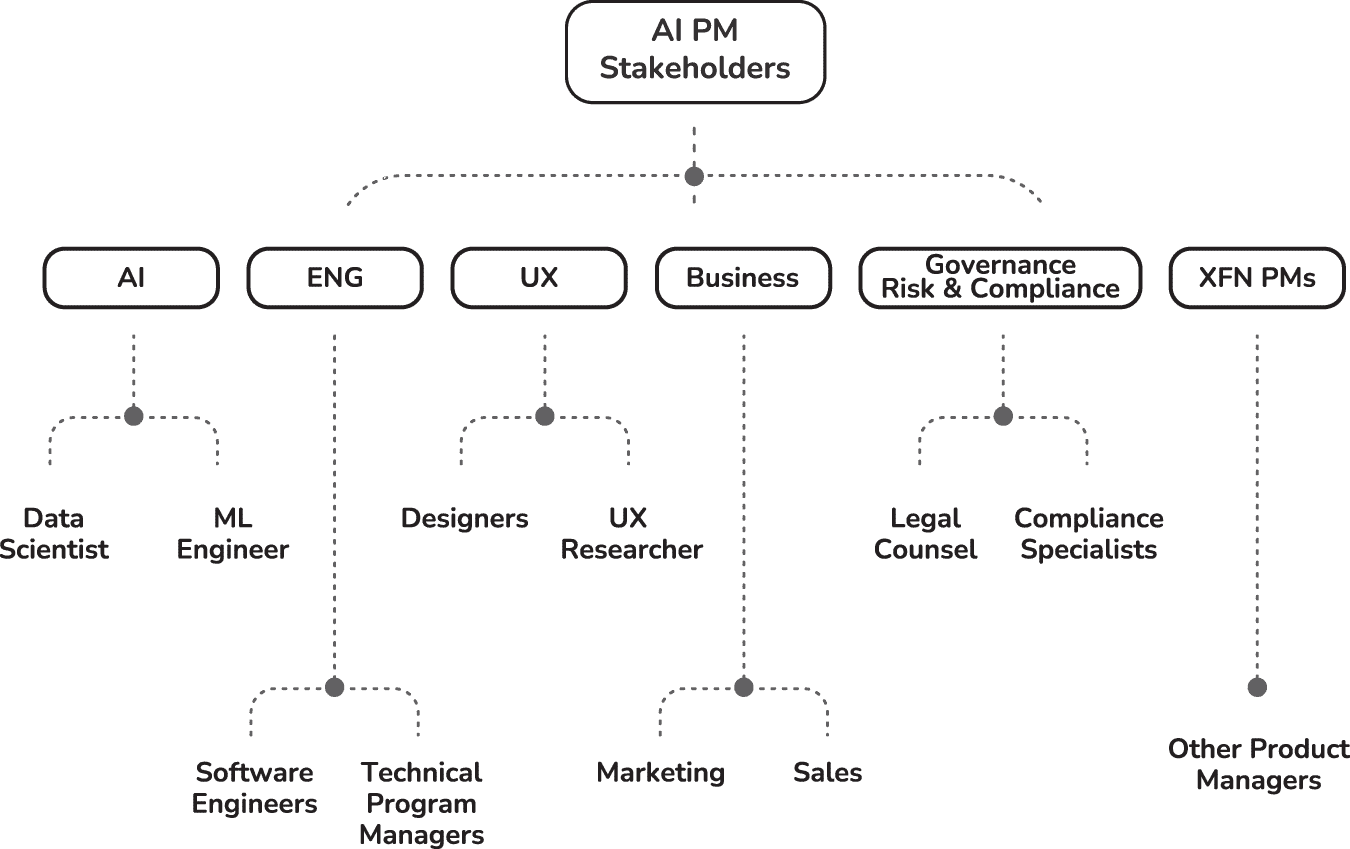 AI PM
Stakeholders
AI
ENG
UX
Business
Governance
Risk & Compliance
XFN PMs
Data
Scientist
ML
Engineer
Designers
UX
Researcher
Legal
Counsel
Compliance
Specialists
Software
Engineers
Technical
Program
Managers
Marketing
Sales
Other Product
Managers